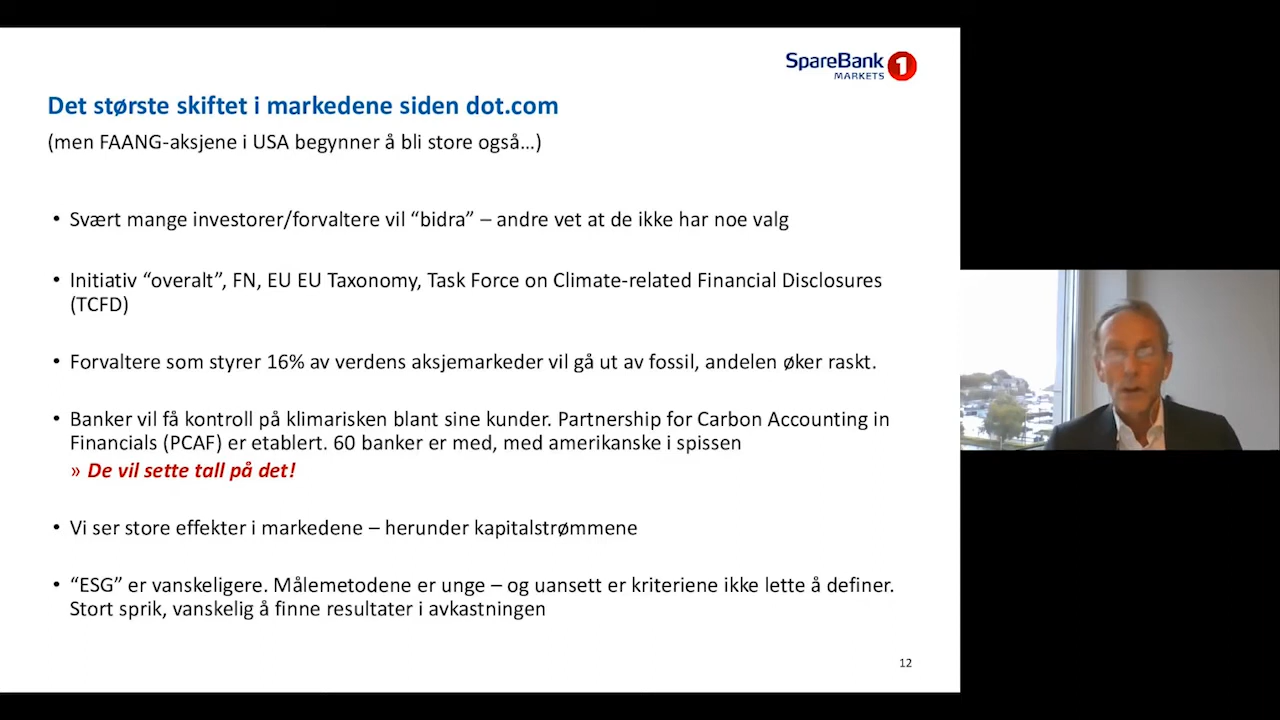 SpareBank 1
MARKETS
Det største skiftet i markedene siden dot.com
(men FAANG-aksjene i USA begynner å bli store også…)
• Svært mange investorer/forvaltere vil “bidra” – andre vet at de ikke har noe valg
• Initiativ “overalt”, FN, EU EU Taxonomy, Task Force on Climate-related Financial Disclosures
(TCFD)
• Forvaltere som styrer 16% av verdens aksjemarkeder vil gå ut av fossil, andelen øker raskt.
• Banker vil få kontroll på klimarisken blant sine kunder. Partnership for Carbon Accounting in
Financials (PCAF) er etablert. 60 banker er med, med amerikanske i spissen
» De vil sette tall på det!
• Vi ser store effekter i markedene – herunder kapitalstrømmene
• “ESG” er vanskeligere. Målemetodene er unge – og uansett er kriteriene ikke lette å definer.
Stort sprik, vanskelig å finne resultater i avkastningen
12